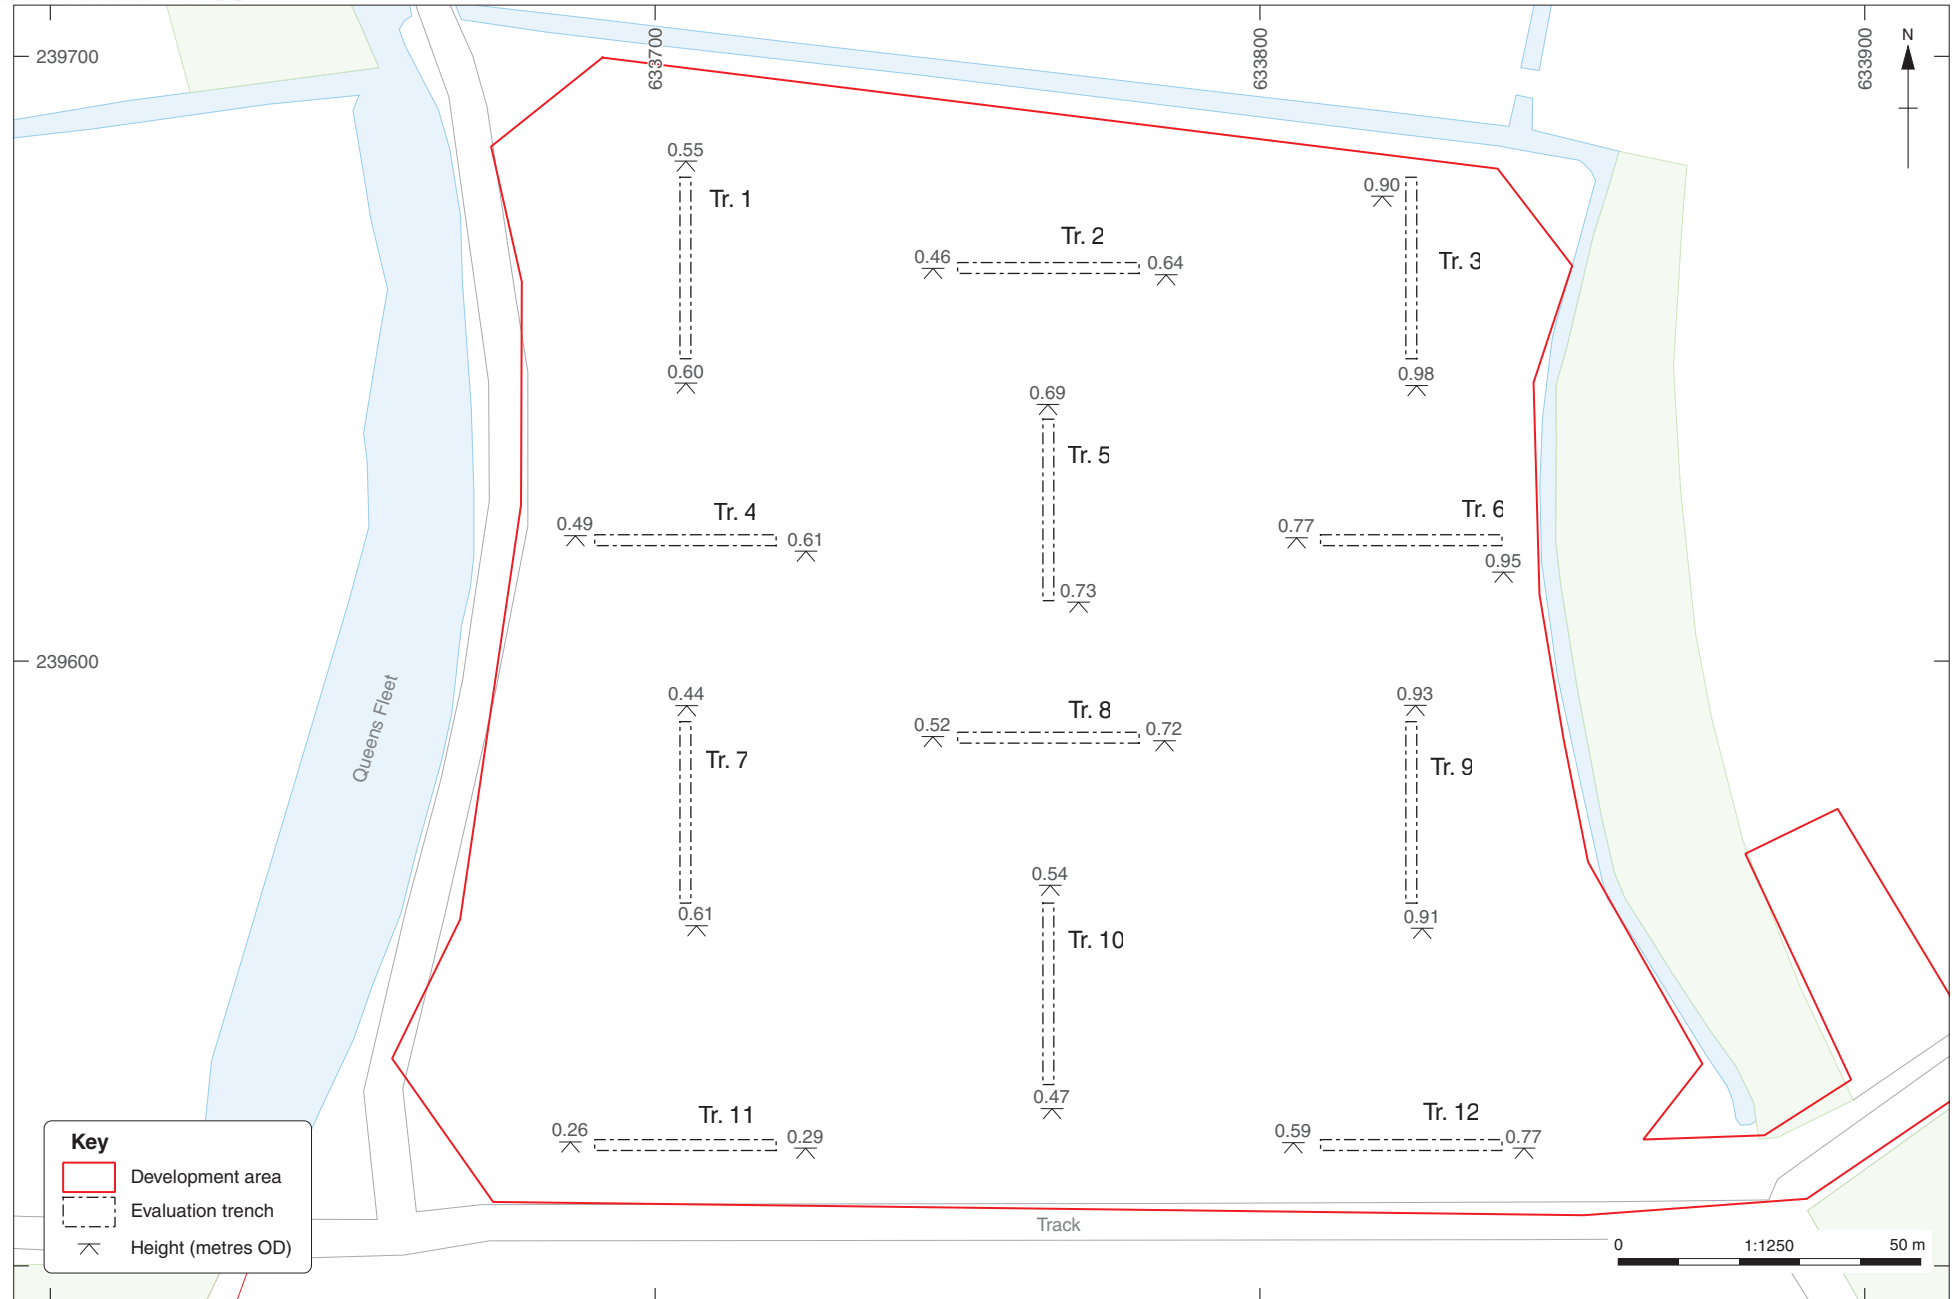 239700
633700
633800
633900
N
0.55
Tr. 1
0.90
Tr. 2
0.46
0.64
Tr. 3
0.60
0.98
0.69
Tr. 5
0.49
Tr. 4
0.61
0.77
Tr. 6
0.95
0.73
239600
Queens Fleet
0.44
0.93
0.52
Tr. 8
0.72
Tr. 7
Tr. 9
0.61
0.54
0.91
Tr. 10
0.47
0.26
Tr. 11
0.29
0.59
Tr. 12
0.77
Key
Development area
Evaluation trench
Height (metres OD)
Track
0 1:1250 50 m